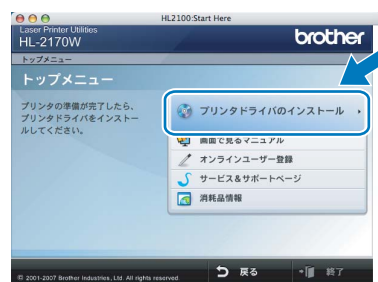 HL2100:Start Here
Laser Printer Utilities
HL-2170W
brother
トップメニュー
トップメニュー
プリンタの準備が完了したら、
プリンタドライバをインストー
ルしてください。
プリンタドライバのインストール
画面で見るマニュアル
オンラインユーザー登録
サービス&サポートページ
消耗品情報
© 2001-2007 Brother Industries, Ltd. All rights reserved.
戻る
終了